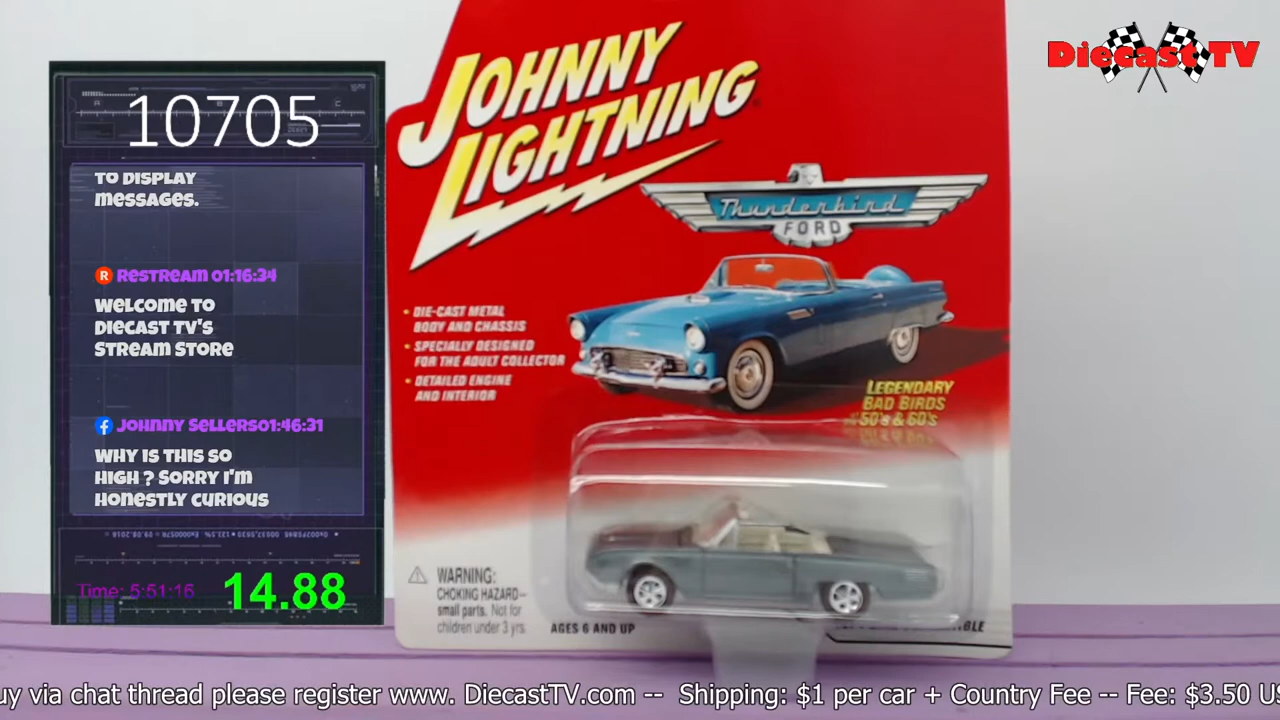 Diecast TV
10705
TO DISPLAY
MESSAGES.
R Restream 01:16:34
WELCOME TO
DIECAST TV'S
STREAM STORE
Johnny Sellers01:46:31
WHY IS THIS SO
HIGH ? SORRY I'M
HONESTLY CURIOUS
Time: 5:51:16
14.88
JOHNNY
LIGHTNING
Thunderbird
FORD
• DIE-CAST METAL
BODY AND CHASSIS
• SPECIALLY DESIGNED
FOR THE ADULT COLLECTOR
• DETAILED ENGINE
AND INTERIOR
LEGENDARY
BAD BIRDS
50's & 60's
WARNING:
CHOKING HAZARD—
small parts. Not for
children under 3 yrs.
AGES 6 AND UP
uy via chat thread please register www. DiecastTV.com -- Shipping: $1 per car + Country Fee -- Fee: $3.50 US